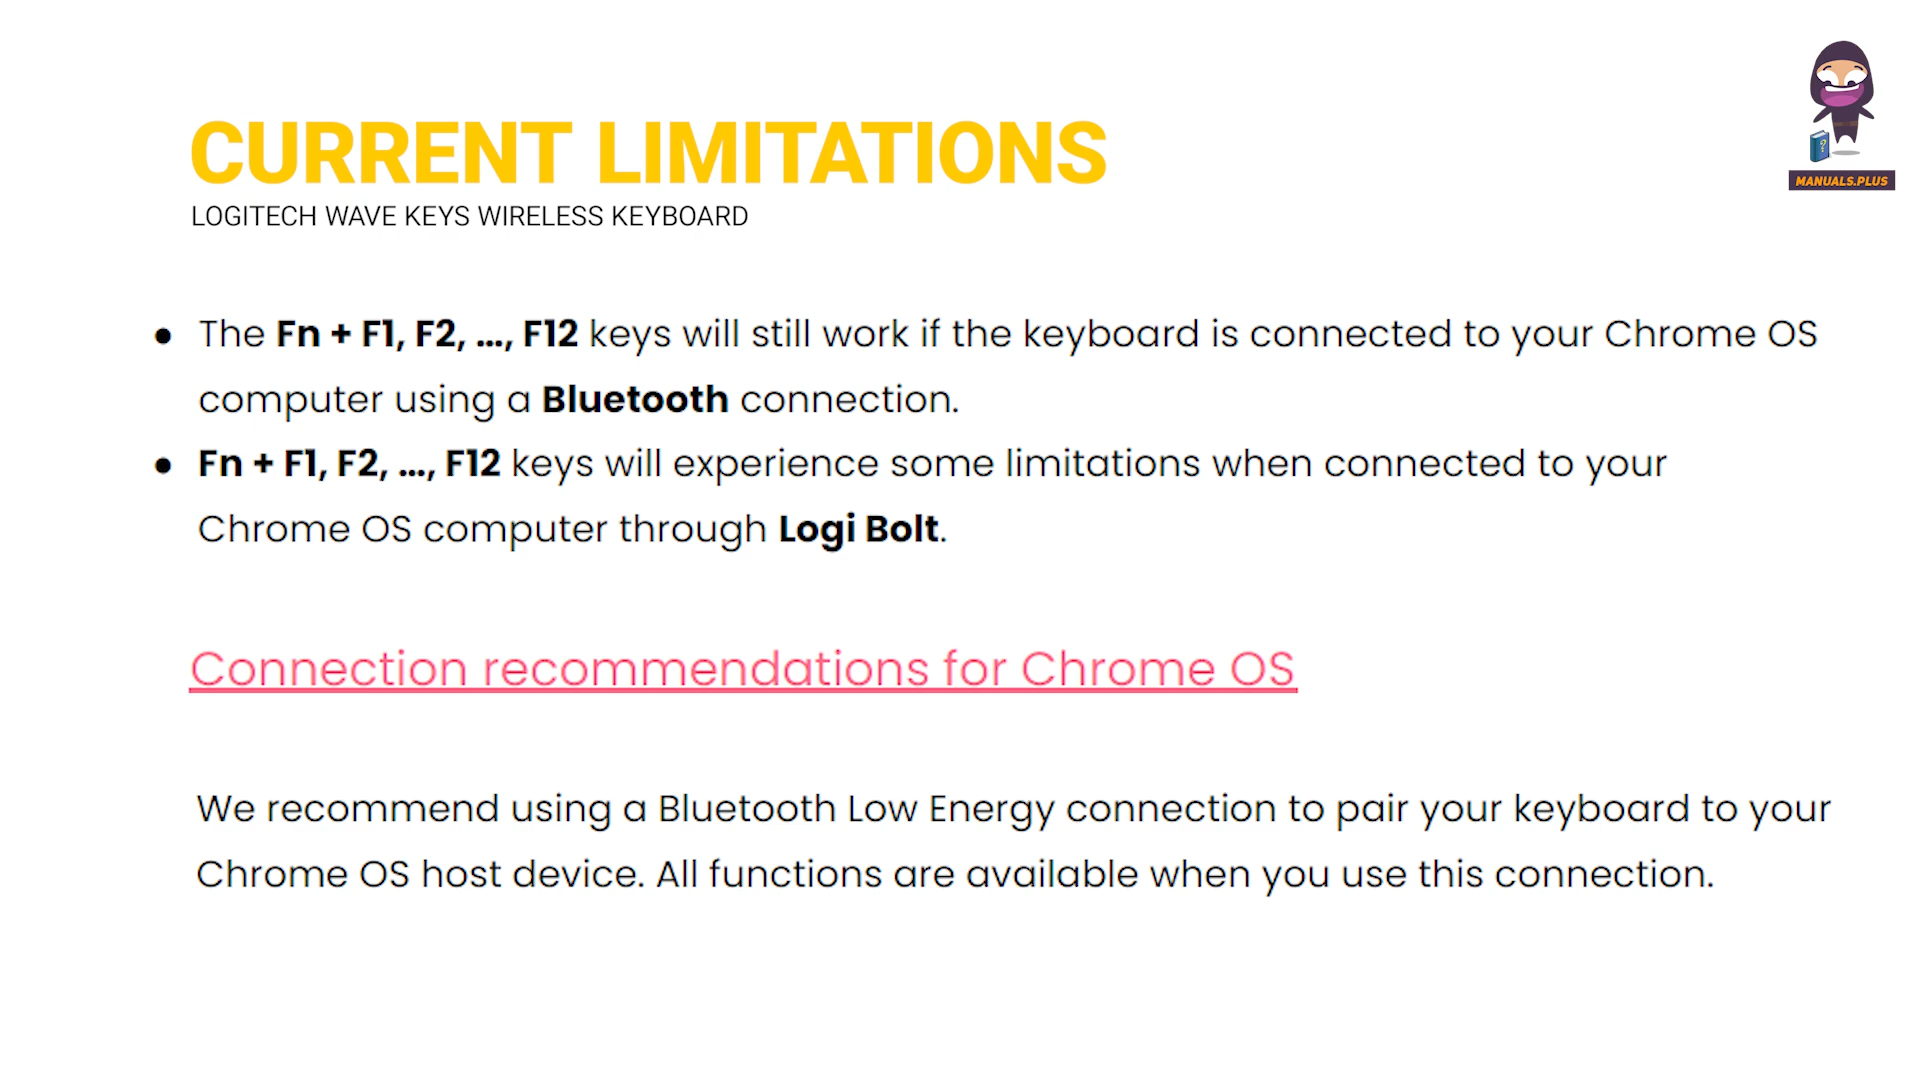 CURRENT LIMITATIONS
LOGITECH WAVE KEYS WIRELESS KEYBOARD
MANUALS.PLUS
● The Fn + F1, F2, ..., F12 keys will still work if the keyboard is connected to your Chrome OS
computer using a Bluetooth connection.
● Fn + F1, F2, ..., F12 keys will experience some limitations when connected to your
Chrome OS computer through Logi Bolt.
Connection recommendations for Chrome OS
We recommend using a Bluetooth Low Energy connection to pair your keyboard to your
Chrome OS host device. All functions are available when you use this connection.